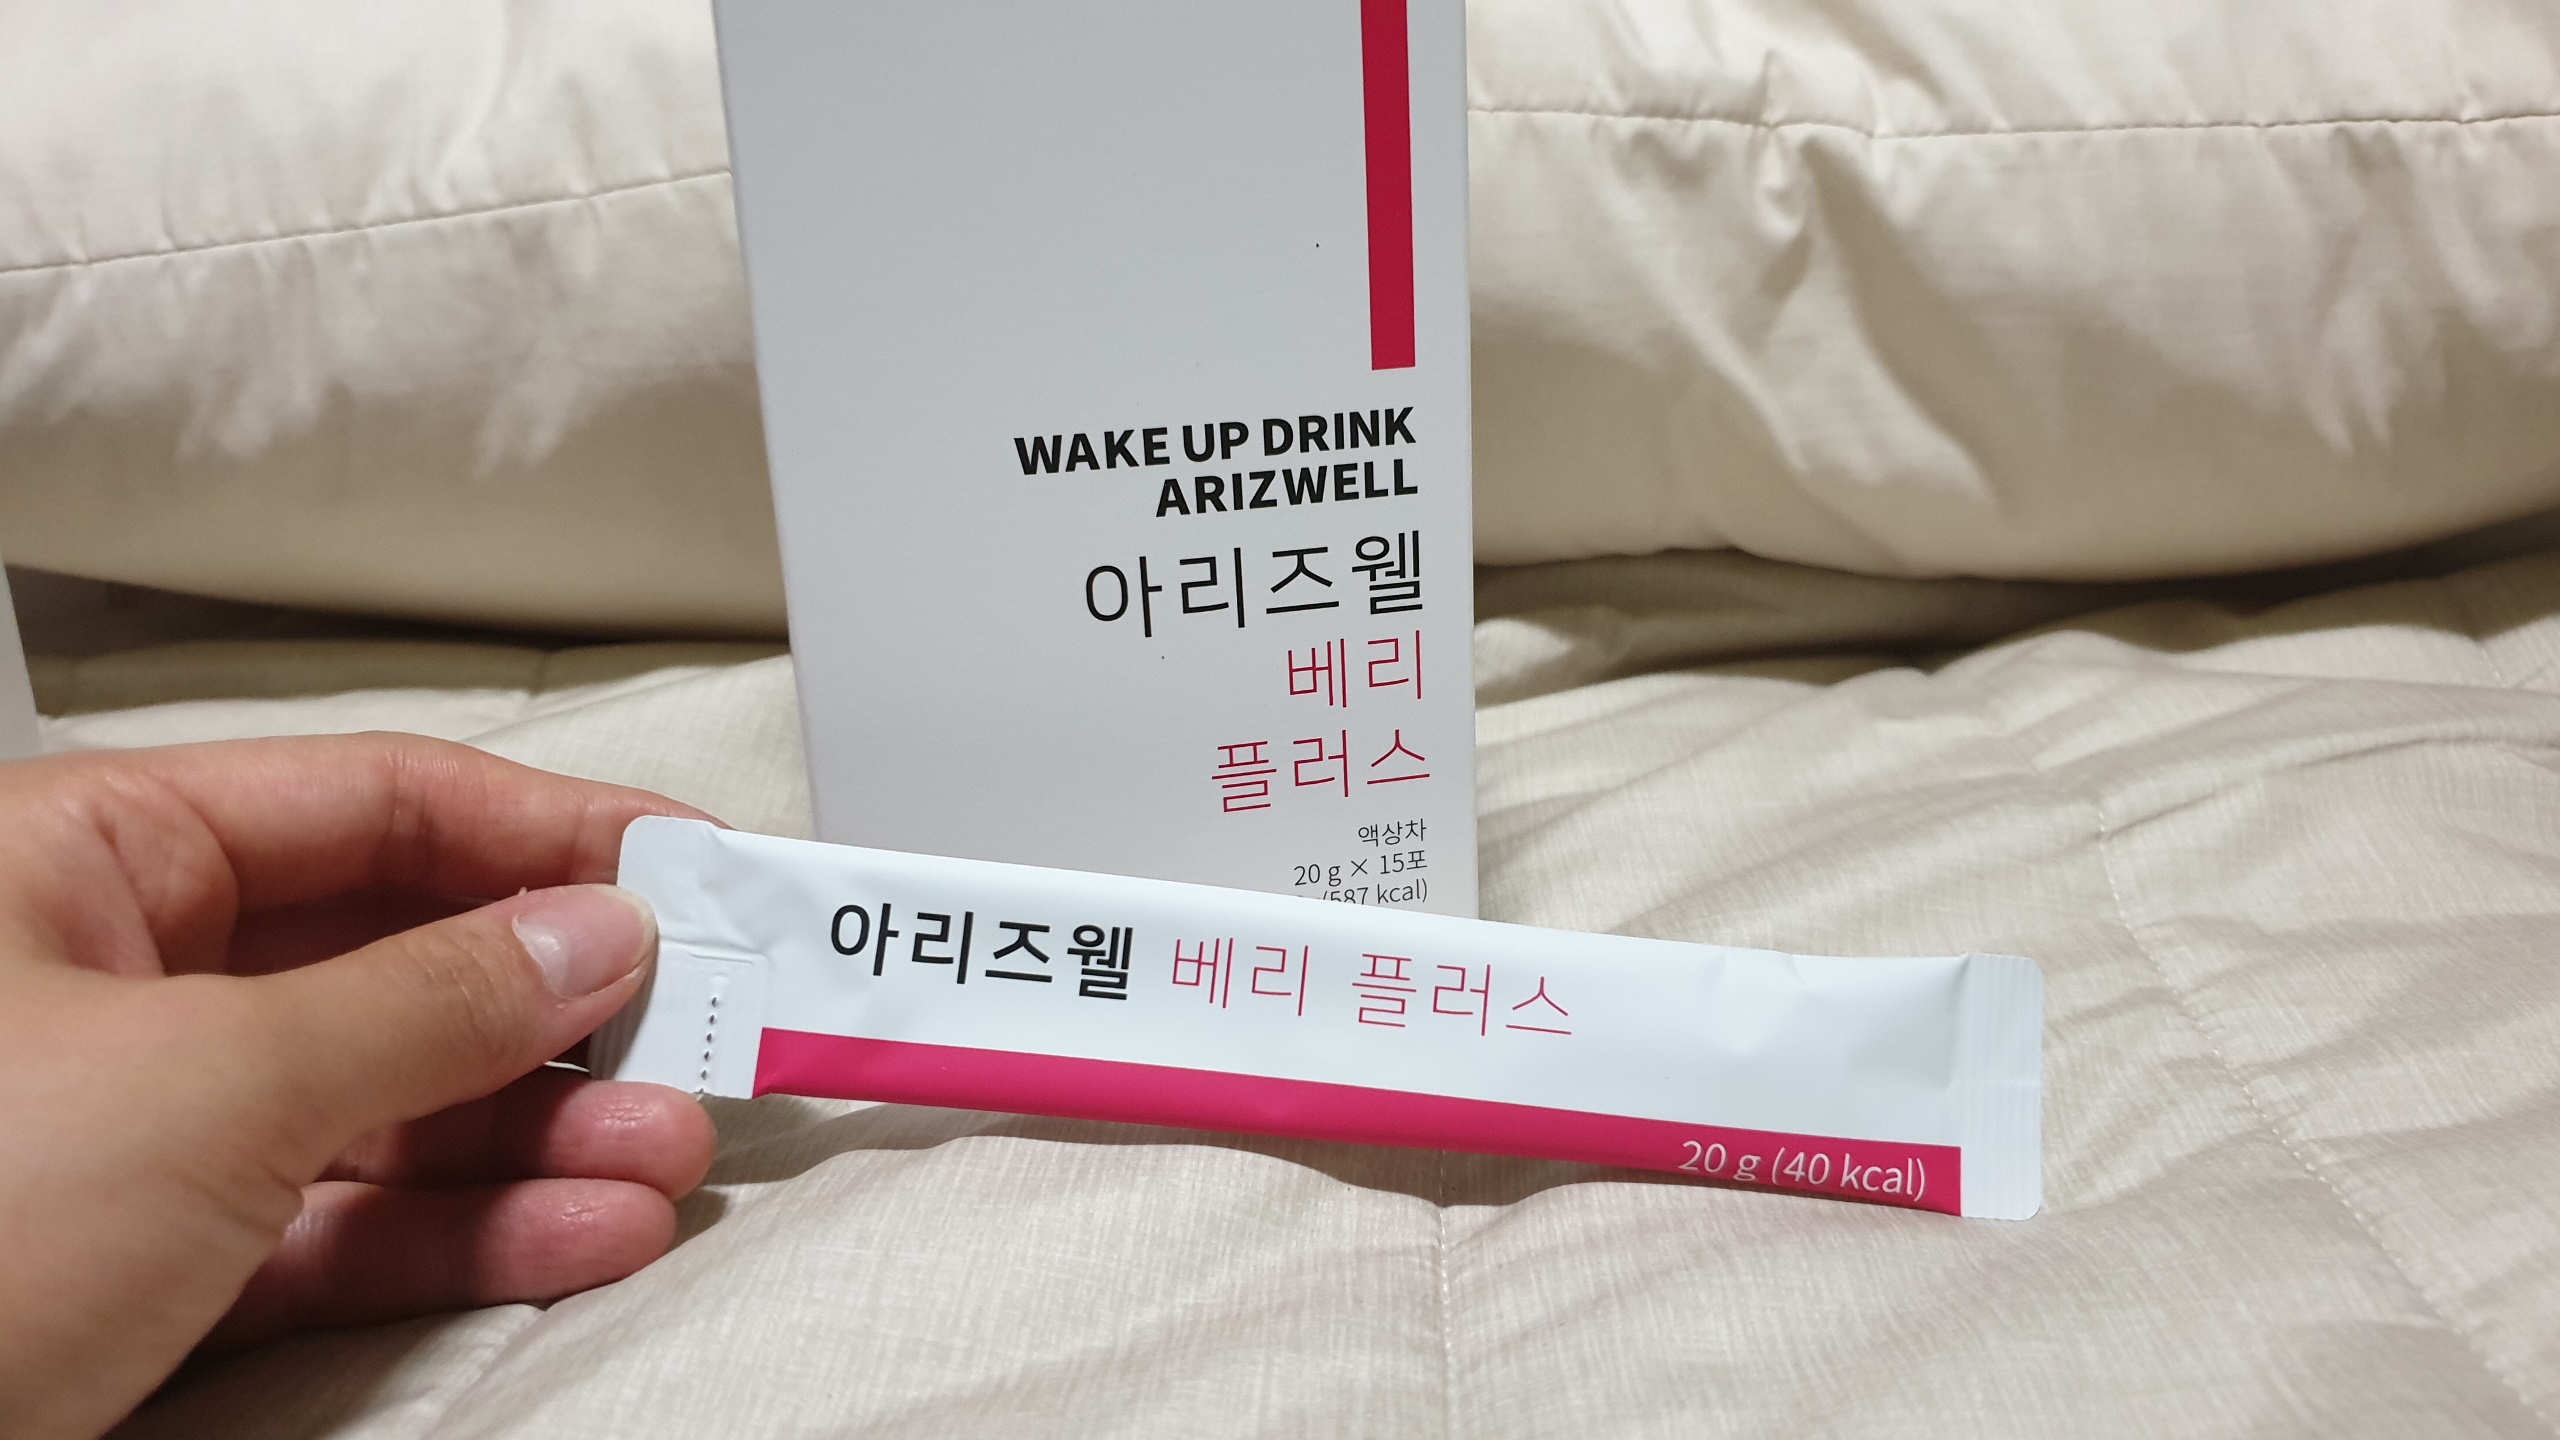 WAKE UP DRINK
ARIZWELL
아리즈웰
베리
플러스
액상차
20 g × 15포
(587 kcal)
아리즈웰 베리 플러스
20 g (40 kcal)